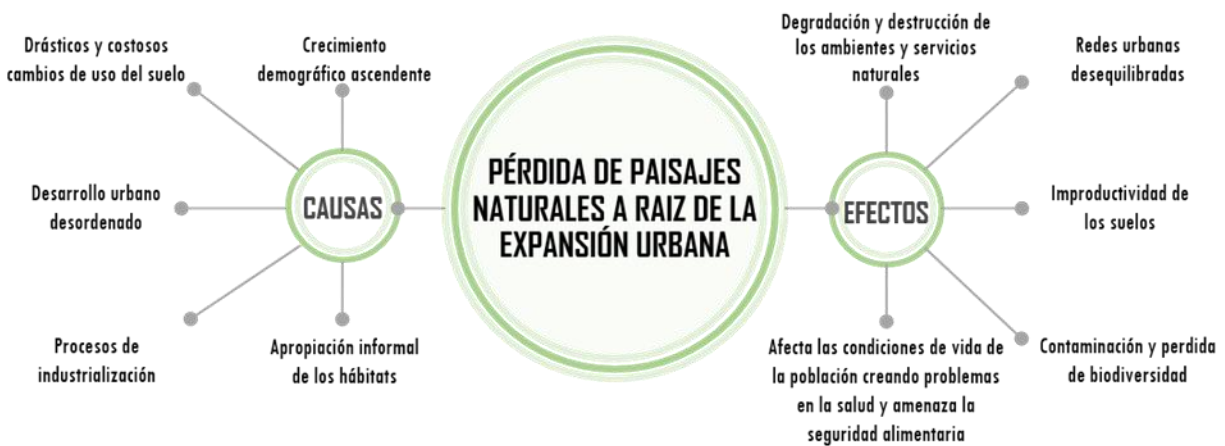 Drásticos y costosos
cambios de uso del suelo
Crecimiento
demográfico ascendente
Desarrollo urbano
desordenado
CAUSAS
Procesos de
industrialización
Apropiación informal
de los hábitats
PÉRDIDA DE PAISAJES
NATURALES A RAIZ DE LA
EXPANSIÓN URBANA
Degradación y destrucción de
los ambientes y servicios
naturales
Redes urbanas
desequilibradas
EFECTOS
Improductividad de
los suelos
Afecta las condiciones de vida de
la población creando problemas
en la salud y amenaza la
seguridad alimentaria
Contaminación y perdida
de biodiversidad